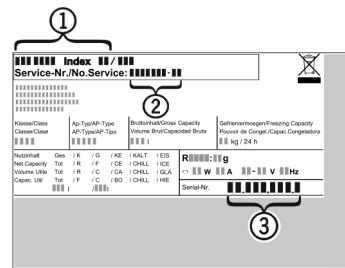 1
Index /
Service-Nr./No.Service: -
2
Klasse/Class
Classe/Clase
Ap-Typ/AP-Type
AP-Type/AP-Tipo
Bruttoinhalt/Gross Capacity
Volume Brut/Capacidad Bruta
l
Gefriervermoegen/Freezing Capacity
Pouvoir de Congel./Capac.Congeladora
kg / 24 h
Nutzinhalt Ges / K / G / KE / KALT / EIS
Net.Capacity Tot / R / F / CE / CHILL / ICE
Volume Utile Tot / R / C / CA / CHILL / GLA
Capac. Util Tot / F / C / BO / CHILL / HIE
l / l
R : g
W A - V Hz
Serial-Nr.
3